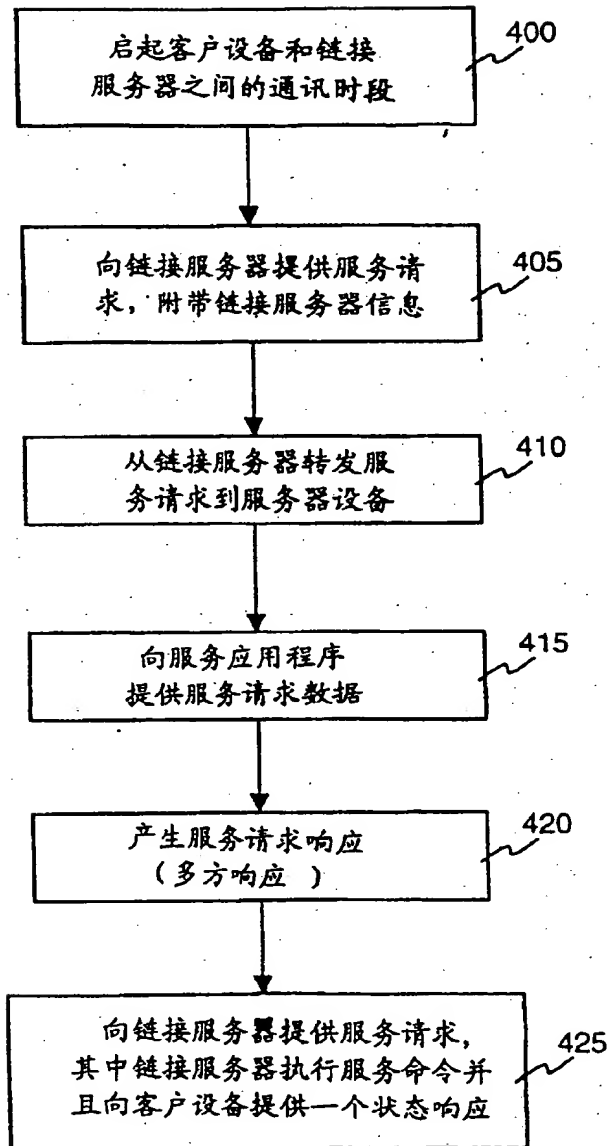 启起客户设备和链接
服务器之间的通讯时段
400
向链接服务器提供服务请
求,附带链接服务器信息
405
从链接服务器转发服
务请求到服务器设备
410
向服务应用程序
提供服务请求数据
415
产生服务请求响应
(多方响应 )
420
向链接服务器提供服务请求,
其中链接服务器执行服务命令并
且向客户设备提供一个状态响应
425